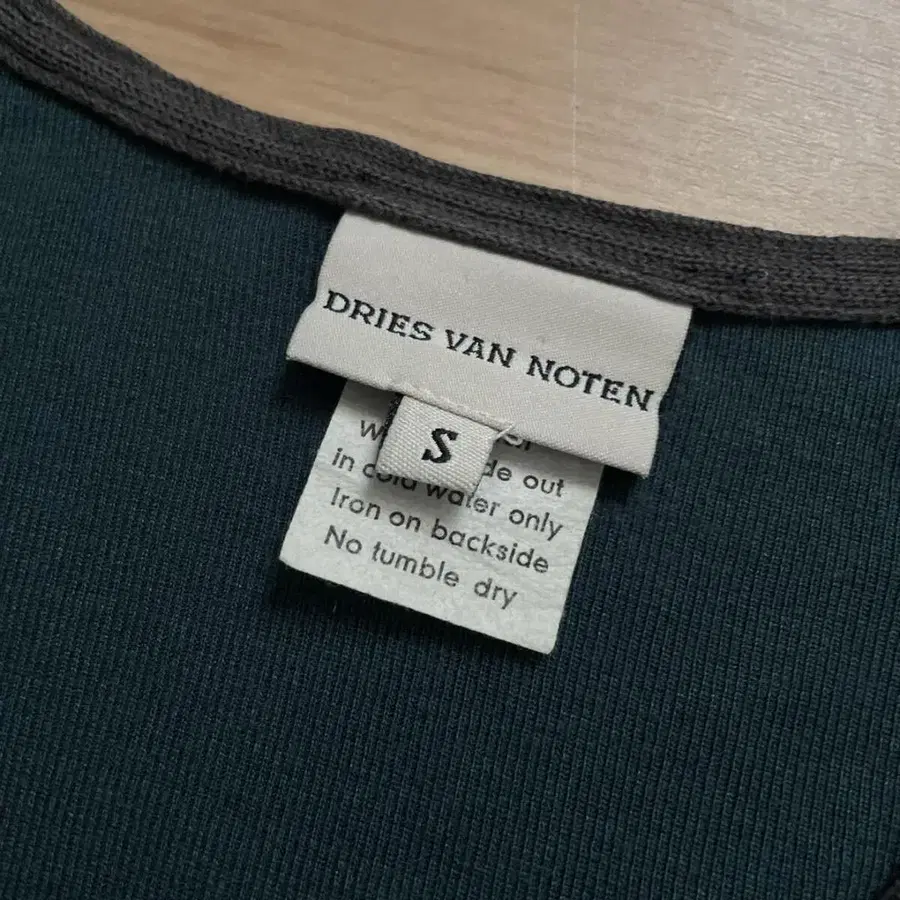 DRIES VAN NOTEN
S
de out
in cold water only
Iron on backside
No tumble dry